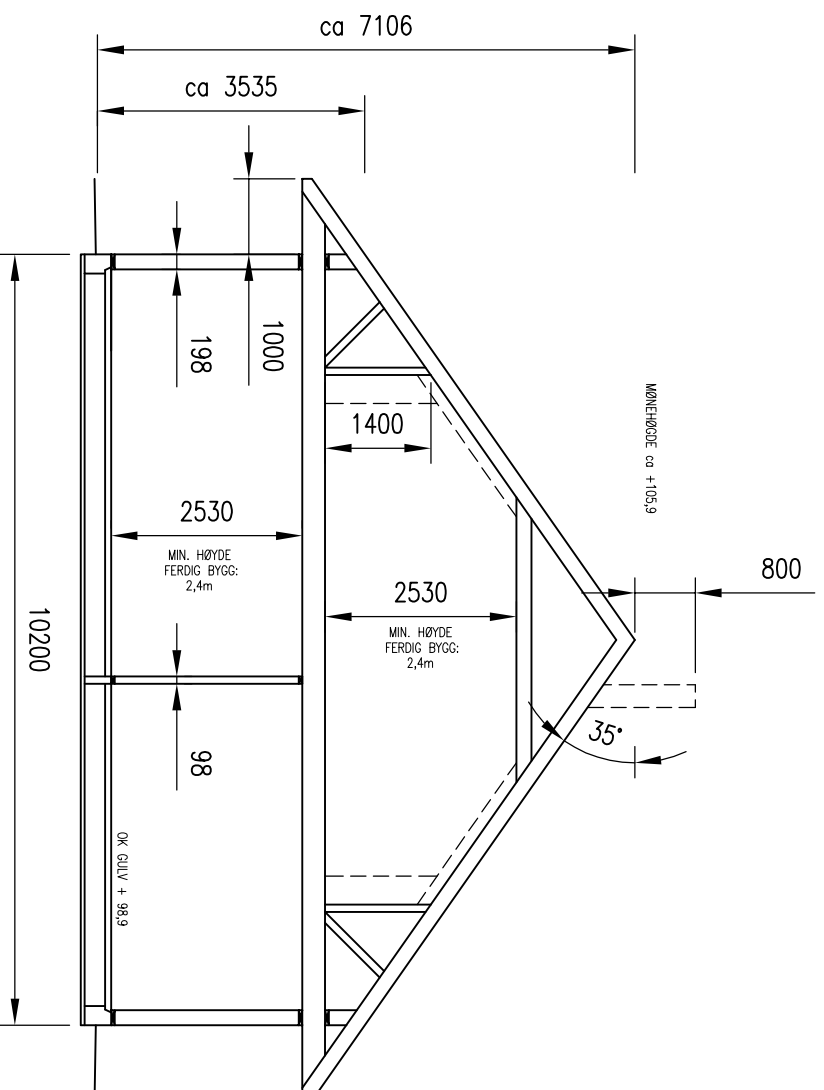 ca 7106
ca 3535
1000
198
1400
MØNEHØGDE ca +105,9
2530
MIN. HØYDE
FERDIG BYGG:
2,4m
800
2530
MIN. HØYDE
FERDIG BYGG:
2,4m
10200
35°
98
OK GULV + 98,9